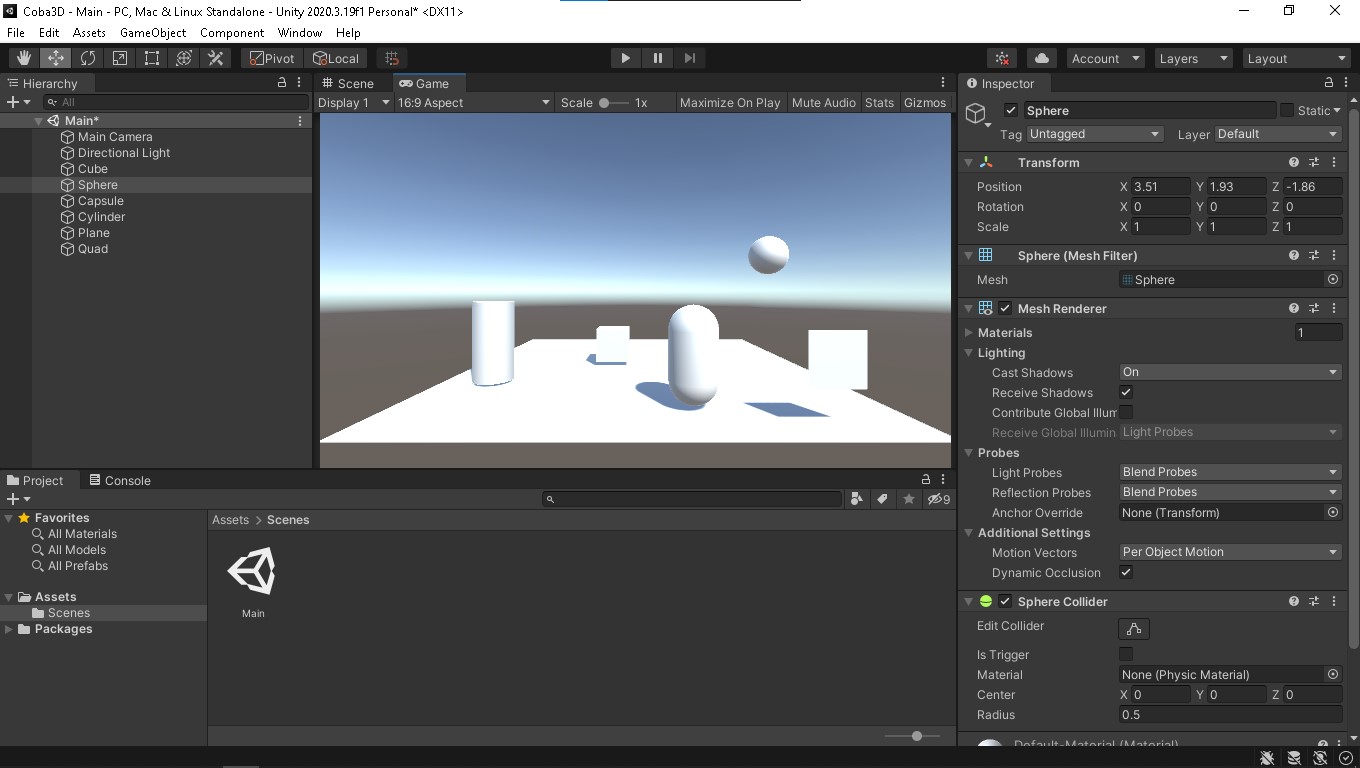 Coba3D - Main - PC, Mac & Linux Standalone - Unity 2020.3.19f1 Personal* <DX11>
File Edit Assets GameObject Component Window Help
Pivot Local Account Layers Layout
Hierarchy
All
Main*
Main Camera
Directional Light
Cube
Sphere
Capsule
Cylinder
Plane
Quad
Scene Game
Display 1 16:9 Aspect Scale 1x Maximize On Play Mute Audio Stats Gizmos
Inspector
Sphere Static
Tag Untagged Layer Default
Transform
Position X 3.51 Y 1.93 Z -1.86
Rotation X 0 Y 0 Z 0
Scale X 1 Y 1 Z 1
Sphere (Mesh Filter)
Mesh Sphere
Mesh Renderer
Materials 1
Lighting
Cast Shadows On
Receive Shadows
Contribute Global Illum
Receive Global Illumin Light Probes
Probes
Light Probes Blend Probes
Reflection Probes Blend Probes
Anchor Override None (Transform)
Additional Settings
Motion Vectors Per Object Motion
Dynamic Occlusion
Sphere Collider
Edit Collider
Is Trigger
Material None (Physic Material)
Center X 0 Y 0 Z 0
Radius 0.5
Default-Material (Material)
Project Console
9
Favorites
All Materials
All Models
All Prefabs
Assets
Scenes
Packages
Assets > Scenes
Main